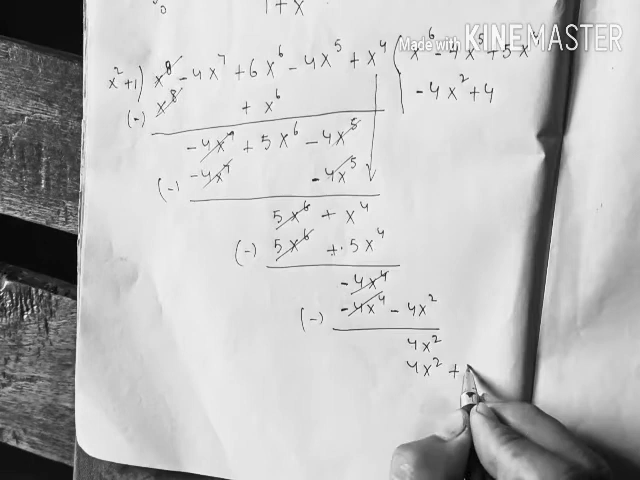 1 + x
Made with KINEMASTER
x² + 1) x⁸ - 4x⁷ + 6x⁶ - 4x⁵ + x⁴ ( x⁶ - 4x⁵ + 5x⁴
- 4x² + 4
(-) x⁸ + x⁶
- 4x⁷ + 5x⁶ - 4x⁵
(-) - 4x⁷ - 4x⁵
5x⁶ + x⁴
(-) 5x⁶ + 5x⁴
- 4x⁴
(-) - 4x⁴ - 4x²
4x²
4x² +